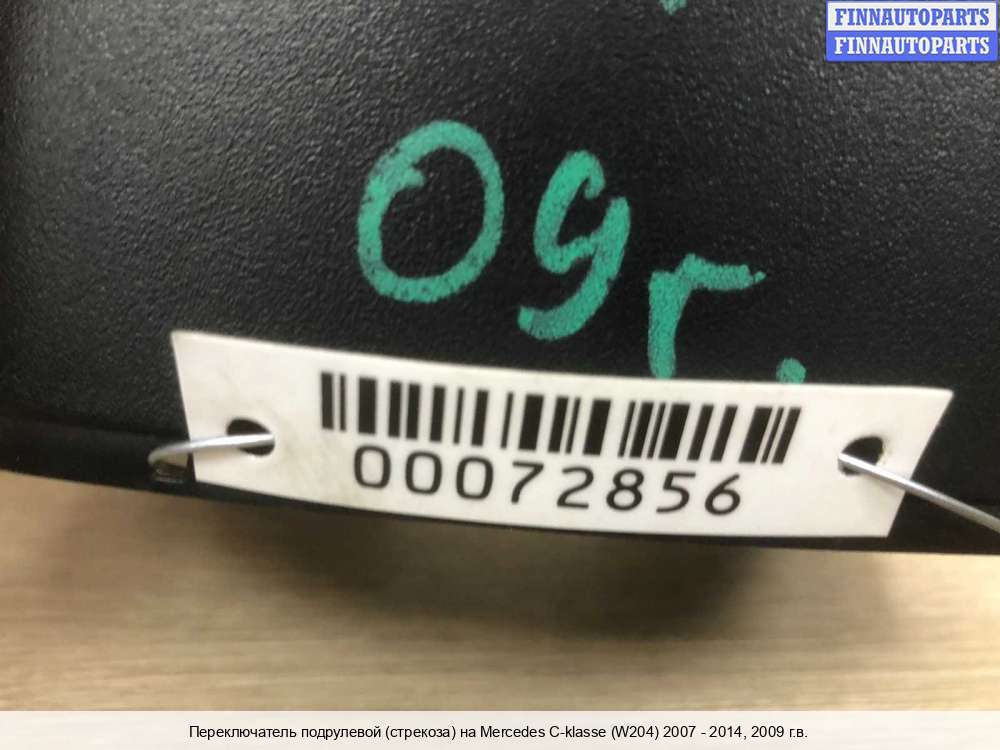 FINNAUTOPARTS
FINNAUTOPARTS
09г.
00072856
Переключатель подрулевой (стрекоза) на Mercedes C-klasse (W204) 2007 - 2014, 2009 г.в.